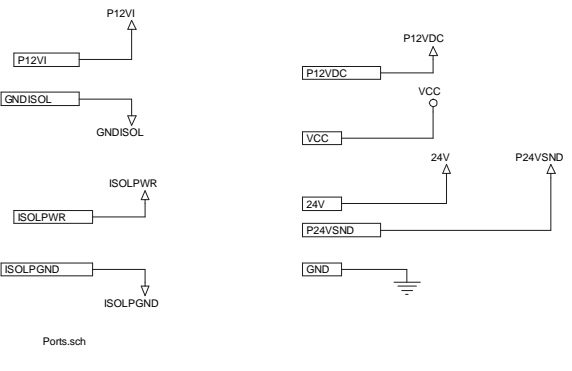 P12VI
P12VI
GNDISOL
GNDISOL
ISOLPWR
ISOLPWR
ISOLPGND
ISOLPGND
Ports.sch
P12VDC
P12VDC
VCC
VCC
24V
P24VSND
24V
P24VSND
GND